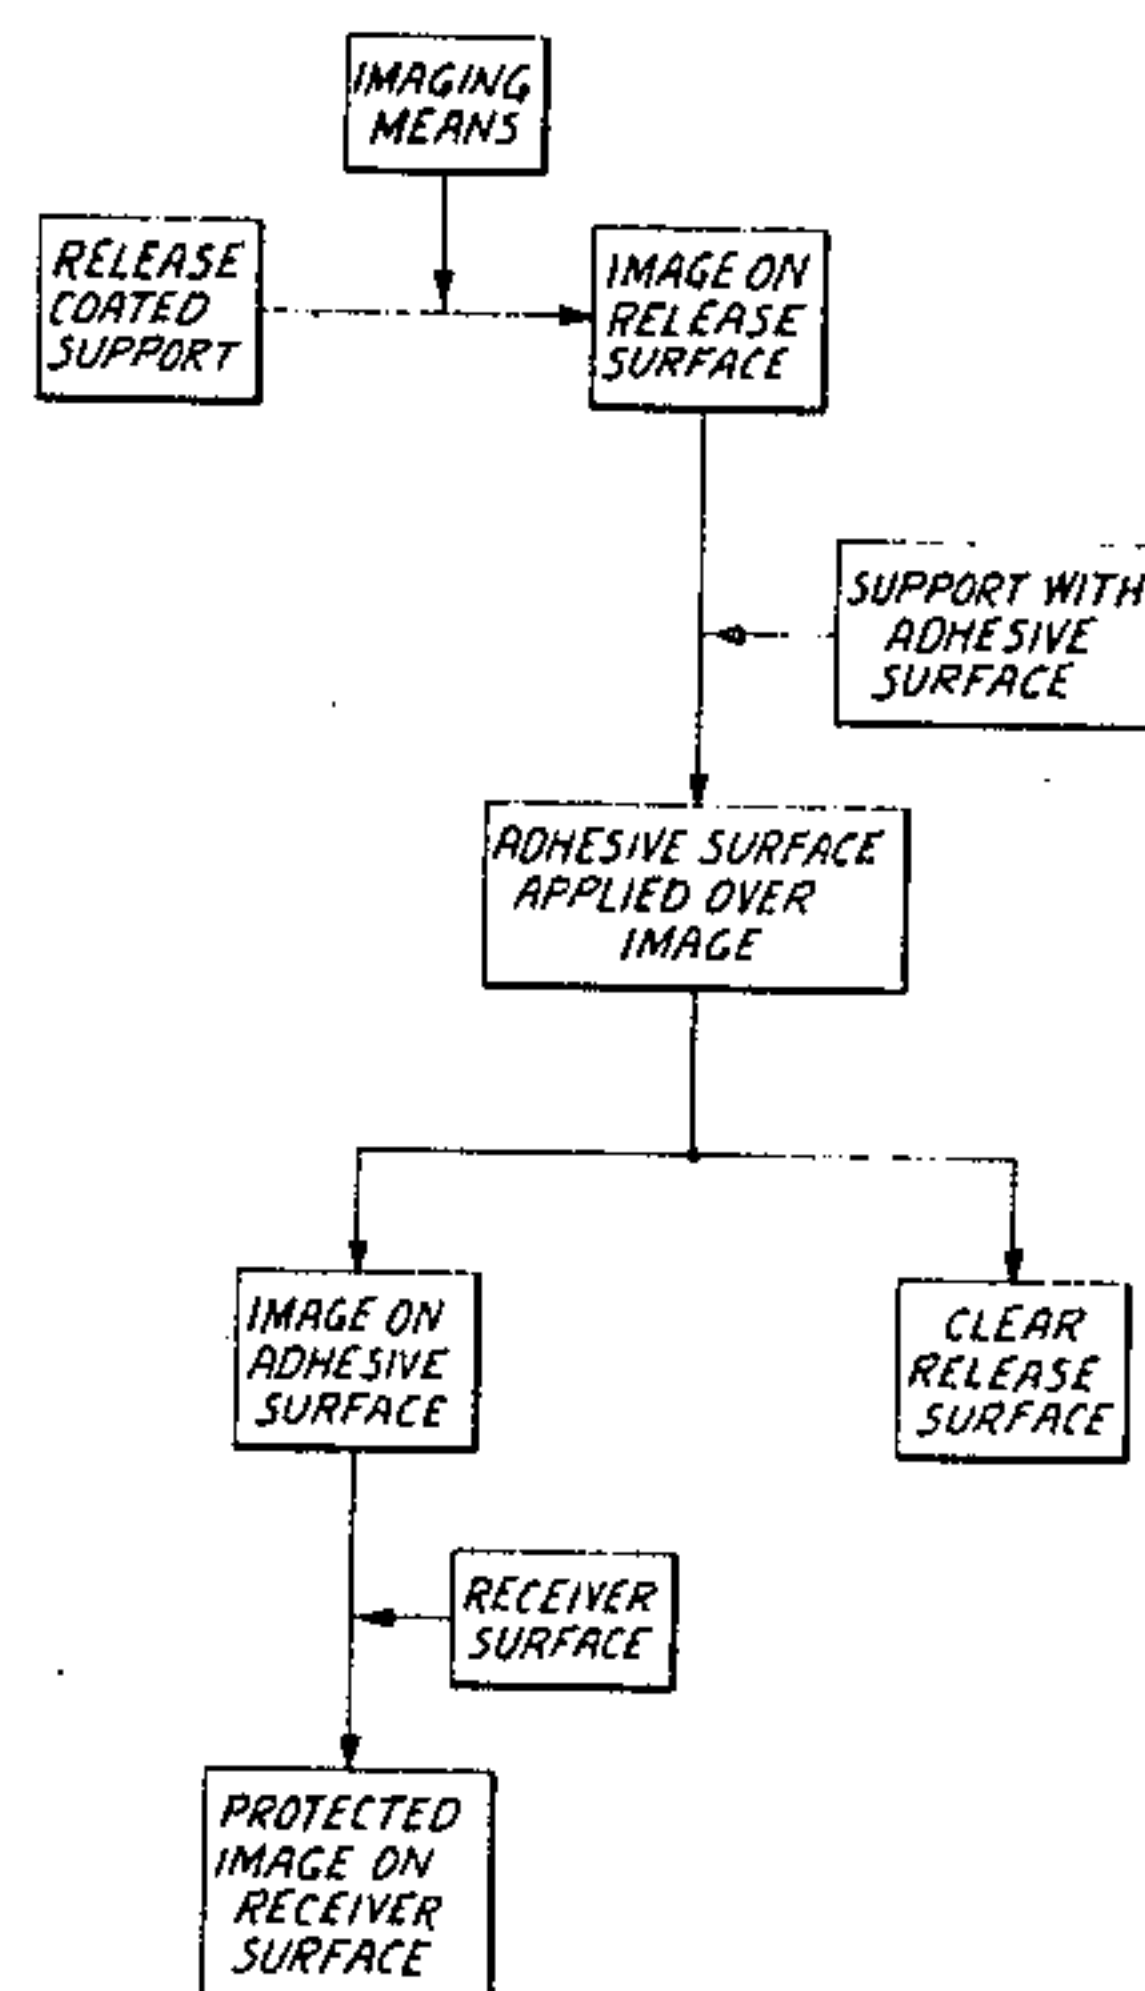 IMAGING
MEANS
RELEASE
COATED
SUPPORT
IMAGE ON
RELEASE
SURFACE
SUPPORT WITH
ADHESIVE
SURFACE
ADHESIVE SURFACE
APPLIED OVER
IMAGE
IMAGE ON
ADHESIVE
SURFACE
CLEAR
RELEASE
SURFACE
RECEIVER
SURFACE
PROTECTED
IMAGE ON
RECEIVER
SURFACE